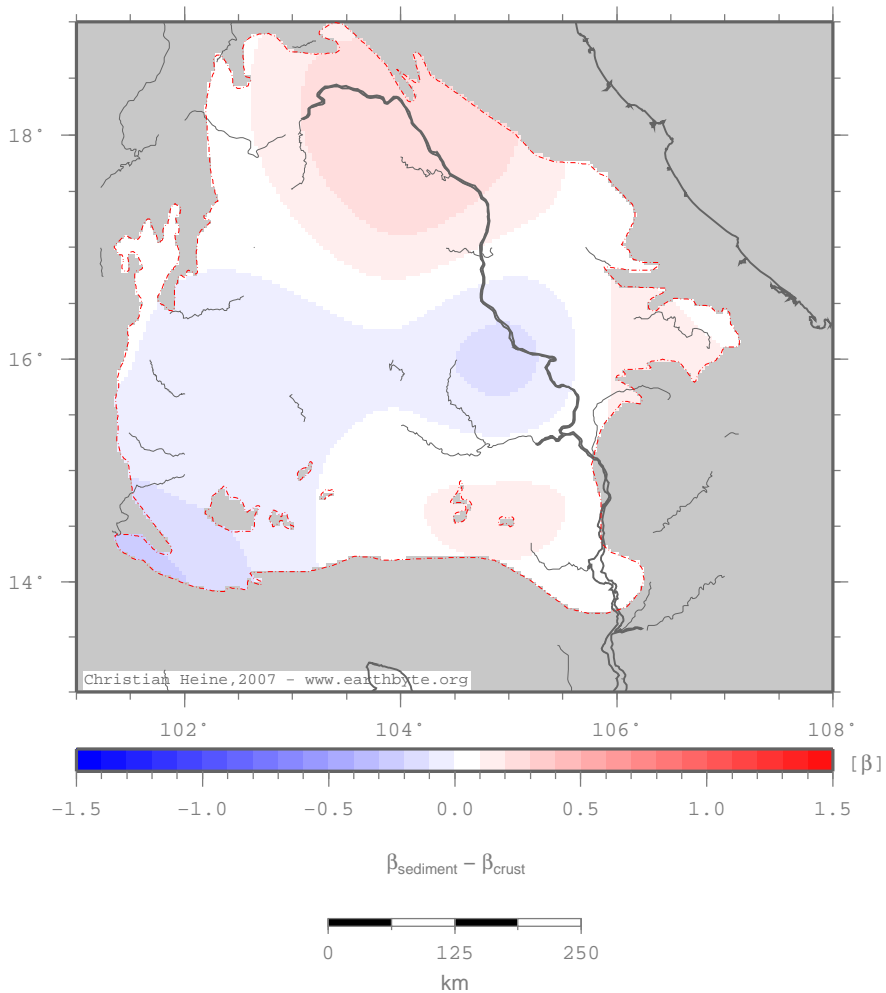 18°
16°
14°
Christian Heine,2007 - www.earthbyte.org
102° 104° 106° 108°
[β]
-1.5 -1.0 -0.5 0.0 0.5 1.0 1.5
βsediment – βcrust
0 125 250
km